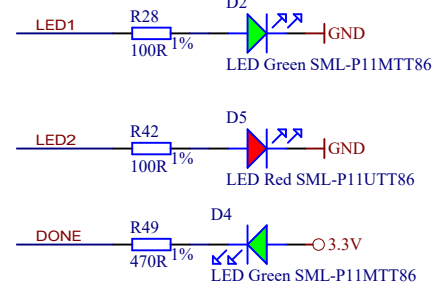 D2
LED1 R28 GND
100R 1%
LED Green SML-P11MTT86
D5
LED2 R42 GND
100R 1%
LED Red SML-P11UTT86
D4
DONE R49 3.3V
470R 1%
LED Green SML-P11MTT86